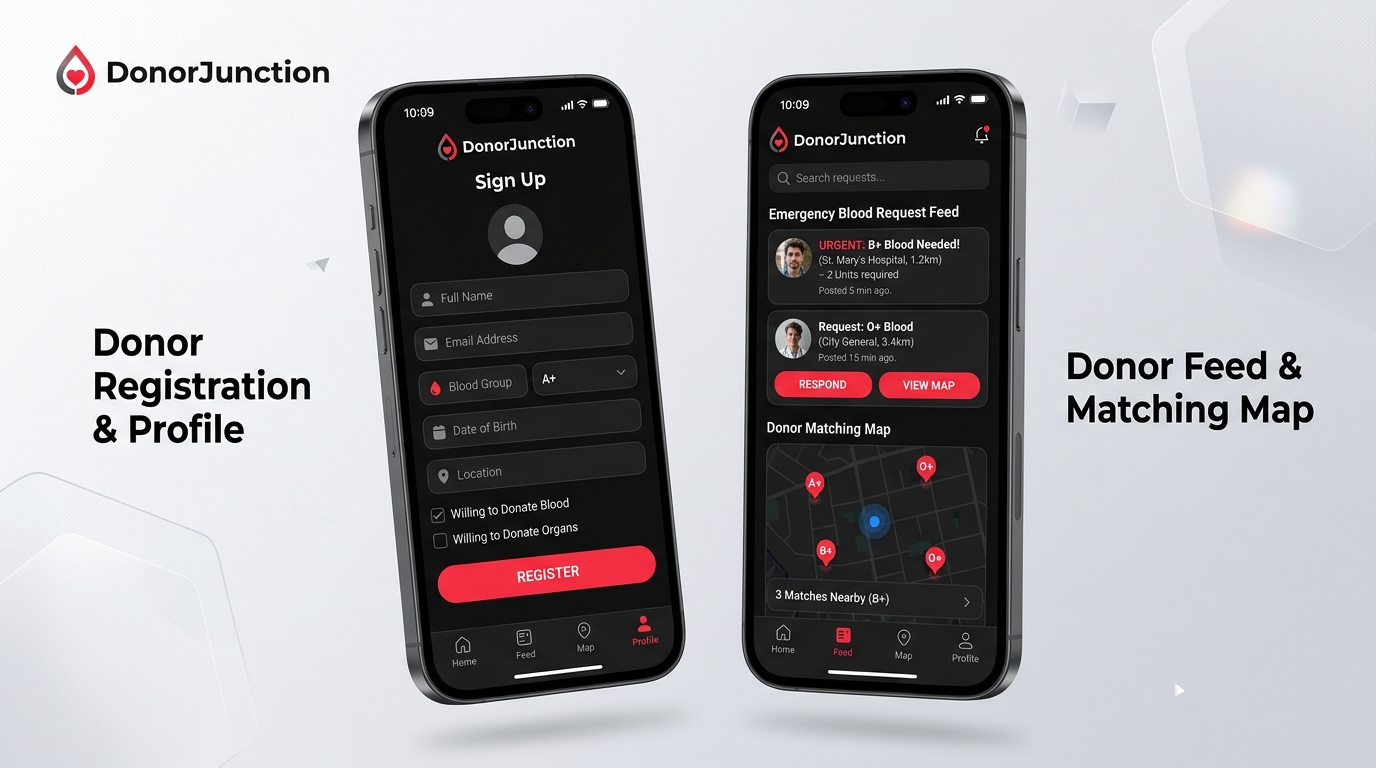 DonorJunction
Donor
Registration
& Profile
10:09
DonorJunction
Sign Up
Full Name
Email Address
Blood Group
A+
Date of Birth
Location
Willing to Donate Blood
Willing to Donate Organs
REGISTER
Home
Feed
Map
Profile
10:09
DonorJunction
Search requests...
Emergency Blood Request Feed
URGENT: B+ Blood Needed!
(St. Mary's Hospital, 1.2km)
– 2 Units required
Posted 5 min ago.
Request: O+ Blood
(City General, 3.4km)
Posted 15 min ago.
RESPOND
VIEW MAP
Donor Matching Map
O+
B+
3 Matches Nearby (B+)
Home
Feed
Map
Profile
Donor Feed &
Matching Map